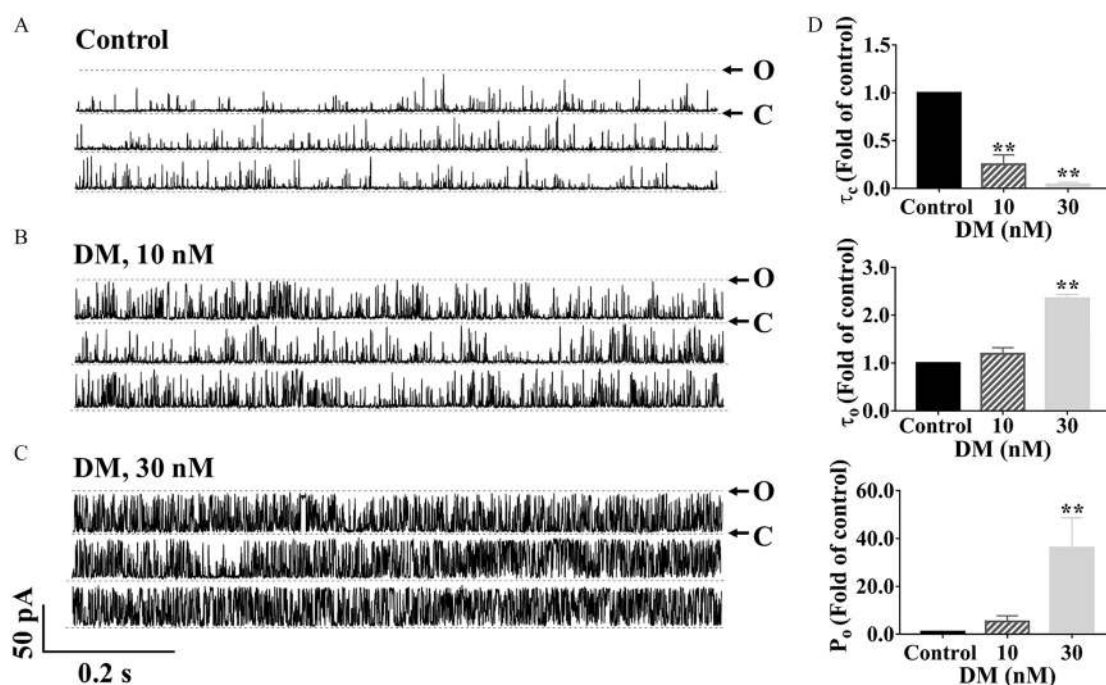 A
Control
O
C
B
DM, 10 nM
O
C
C
DM, 30 nM
O
C
50 pA
0.2 s
D
τc (Fold of control)
1.5
1.0
0.5
0.0
**
**
Control 10 30
DM (nM)
τo (Fold of control)
3.0
2.0
1.0
0.0
**
Control 10 30
DM (nM)
Po (Fold of control)
60.0
40.0
20.0
0.0
**
Control 10 30
DM (nM)